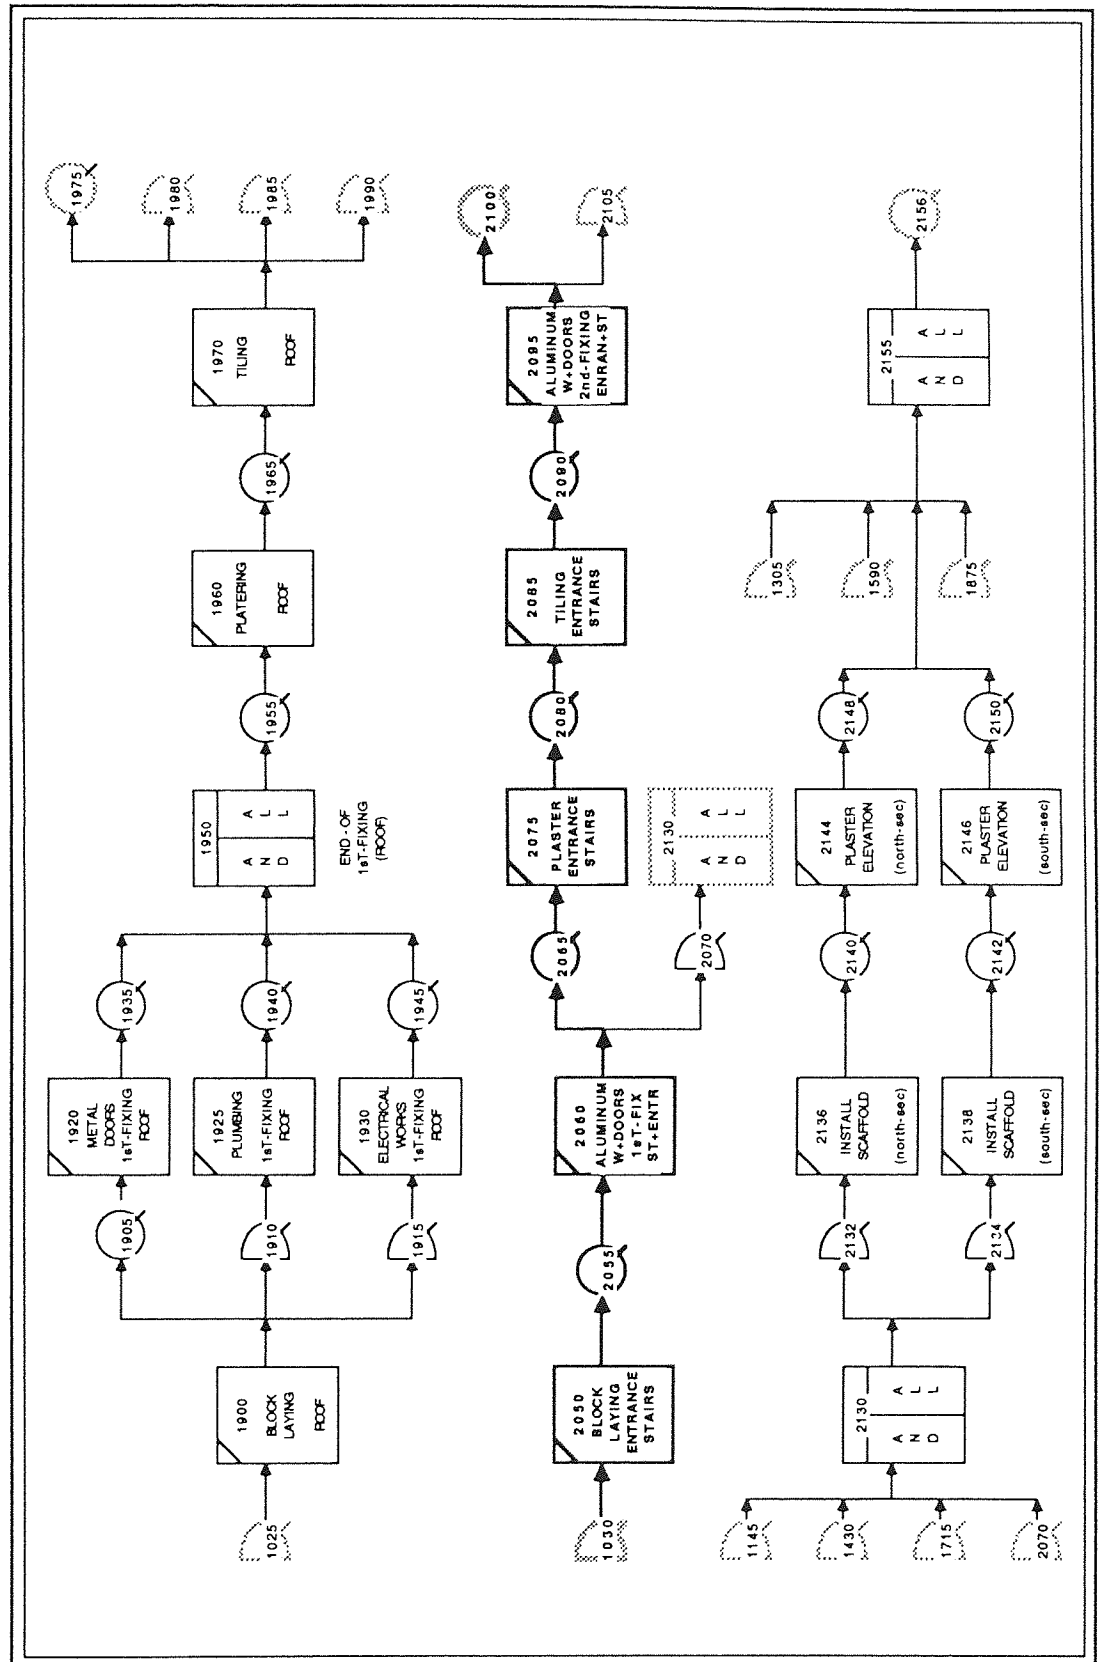 1025
1900
BLOCK
LAYING
ROOF
1905
1910
1915
1920
METAL
DOORS
1sT-FIXING
ROOF
1925
PLUMBING
1sT-FIXING
ROOF
1930
ELECTRICAL
WORKS
1sT-FIXING
ROOF
1935
1940
1945
1950
A A
N L
D L
END-OF
1sT-FIXING
(ROOF)
1955
1960
PLATERING
ROOF
1965
1970
TILING
ROOF
1975
1980
1985
1990
1030
2050
BLOCK
LAYING
ENTRANCE
STAIRS
2055
2060
ALUMINUM
W+DOORS
1sT-FIX
ST+ENTR
2065
2070
2075
PLASTER
ENTRANCE
STAIRS
2130
A A
N L
D L
2080
2085
TILING
ENTRANCE
STAIRS
2090
2095
ALUMINUM
W+DOORS
2nd-FIXING
ENRAN+ST
2100
2105
1145
1430
1715
2070
2130
A A
N L
D L
2132
2134
2136
INSTALL
SCAFFOLD
(north-sec)
2138
INSTALL
SCAFFOLD
(south-sec)
2140
2142
2144
PLASTER
ELEVATION
(north-sec)
2146
PLASTER
ELEVATION
(south-sec)
2148
2150
1305
1590
1875
2155
A A
N L
D L
2156